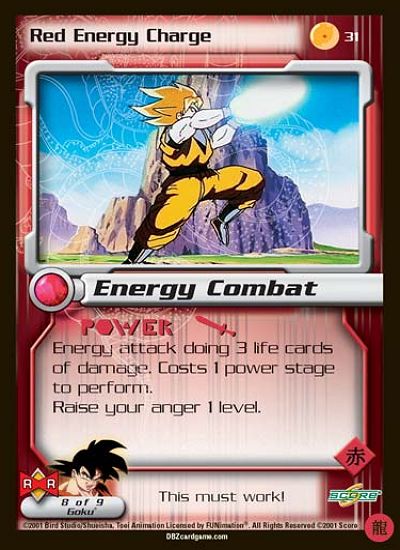 Red Energy Charge 31
Energy Combat
POWER
Energy attack doing 3 life cards
of damage. Costs 1 power stage
to perform.
Raise your anger 1 level.
赤
R R
8 of 9
Goku
This must work!
SCORE
龍
©2001 Bird Studio/Shueisha, Toei Animation Licensed by FUNimation®. All Rights Reserved ©2001 Score
DBZcardgame.com